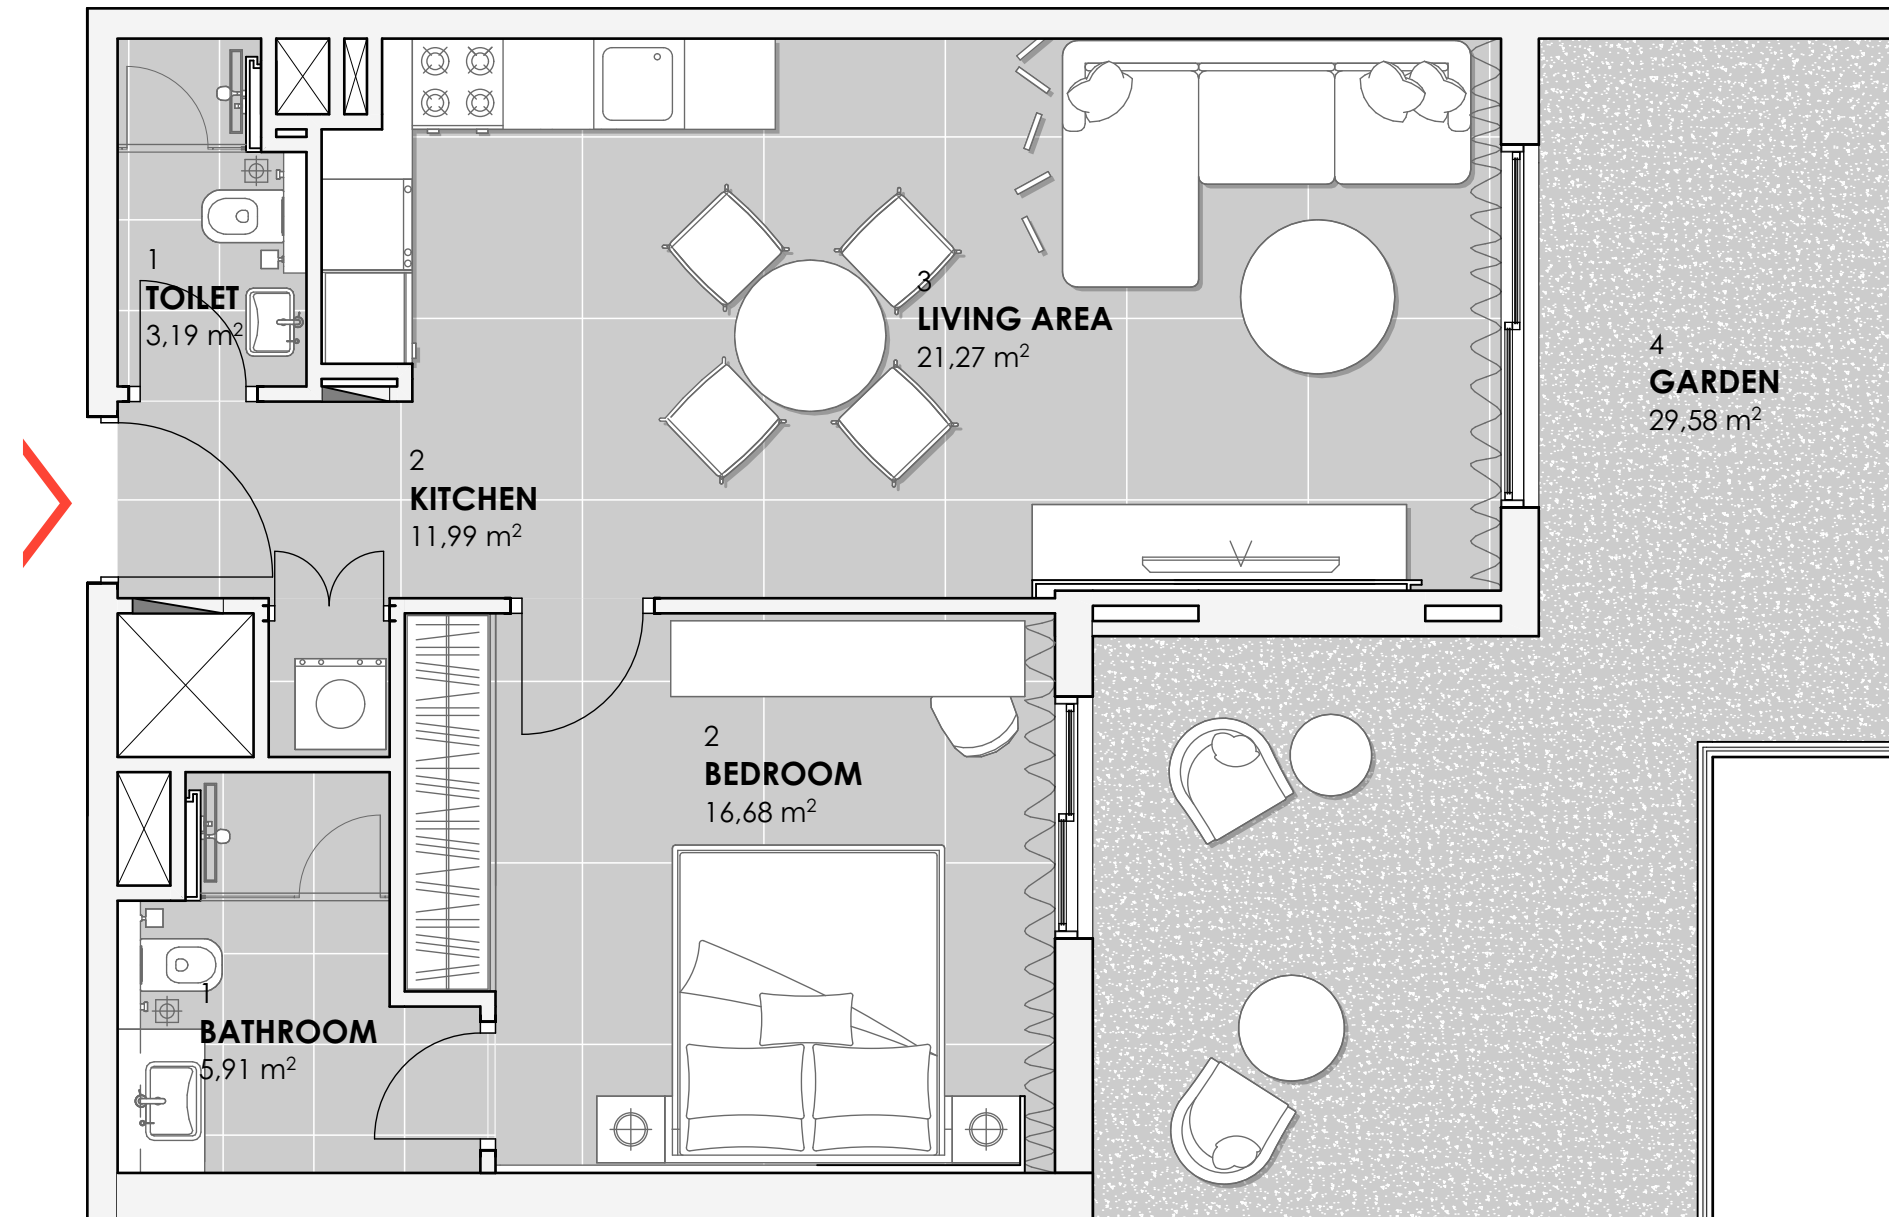 1
TOILET
3,19 m²
3
LIVING AREA
21,27 m²
4
GARDEN
29,58 m²
2
KITCHEN
11,99 m²
2
BEDROOM
16,68 m²
1
BATHROOM
5,91 m²